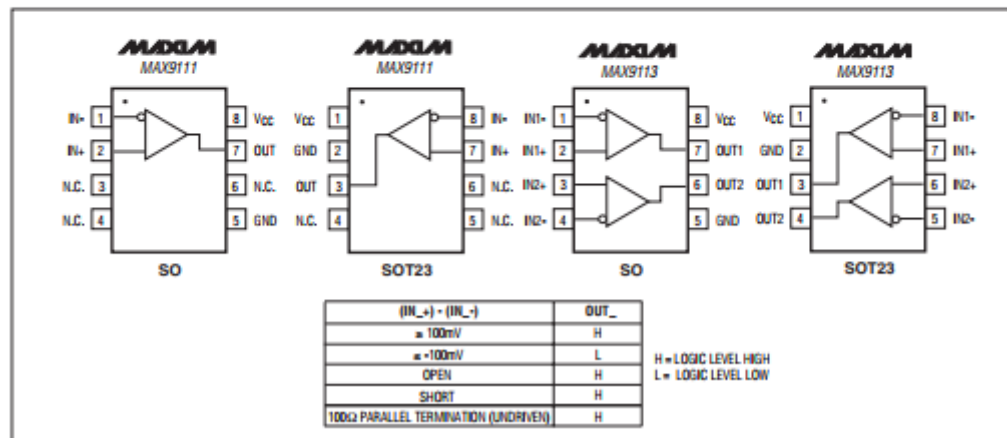 MAXIM
MAX9111
IN- 1
IN+ 2
N.C. 3
N.C. 4
8 VCC
7 OUT
6 N.C.
5 GND
SO
MAXIM
MAX9111
VCC 1
GND 2
OUT 3
N.C. 4
8 IN-
7 IN+
6 N.C.
5 N.C.
SOT23
MAXIM
MAX9113
IN1- 1
IN1+ 2
IN2+ 3
IN2- 4
8 VCC
7 OUT1
6 OUT2
5 GND
SO
MAXIM
MAX9113
VCC 1
GND 2
OUT1 3
OUT2 4
8 IN1-
7 IN1+
6 IN2+
5 IN2-
SOT23
(IN_+) - (IN_-) OUT_
≥ 100mV H
≤ -100mV L
OPEN H
SHORT H
100Ω PARALLEL TERMINATION (UNDRIVEN) H
H = LOGIC LEVEL HIGH
L = LOGIC LEVEL LOW